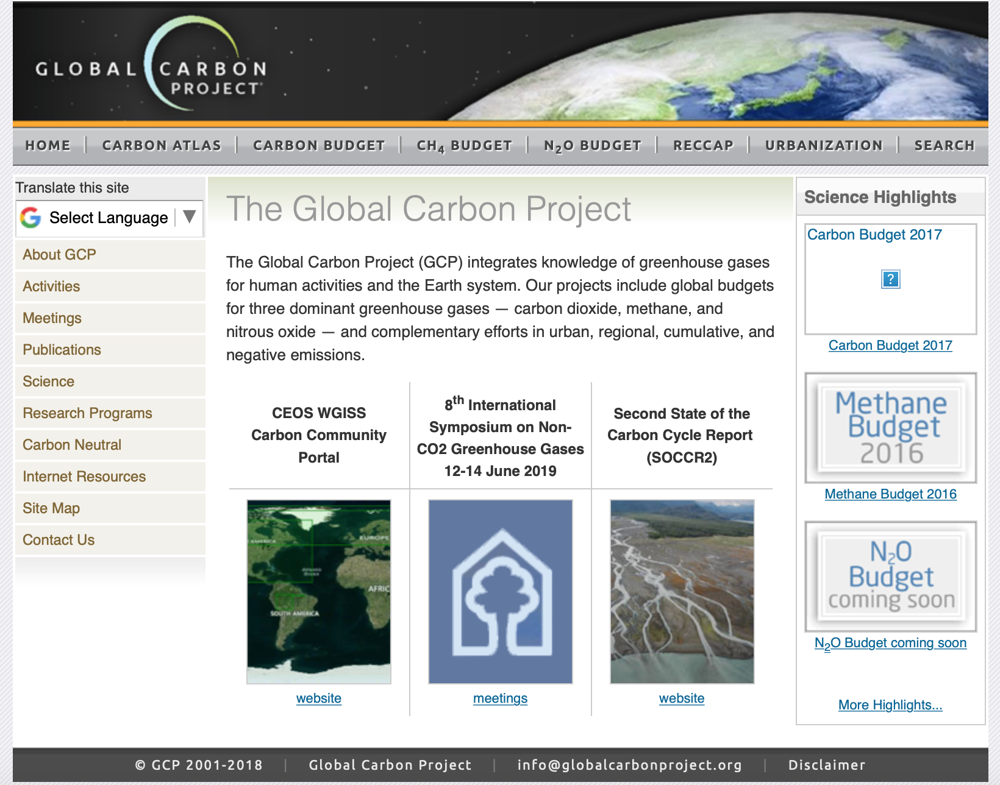 GLOBAL CARBON
PROJECT
HOME
CARBON ATLAS
CARBON BUDGET
CH4 BUDGET
N2O BUDGET
RECCAP
URBANIZATION
SEARCH
Translate this site
Select Language ▼
About GCP
Activities
Meetings
Publications
Science
Research Programs
Carbon Neutral
Internet Resources
Site Map
Contact Us
The Global Carbon Project
The Global Carbon Project (GCP) integrates knowledge of greenhouse gases
for human activities and the Earth system. Our projects include global budgets
for three dominant greenhouse gases — carbon dioxide, methane, and
nitrous oxide — and complementary efforts in urban, regional, cumulative, and
negative emissions.
CEOS WGISS
Carbon Community
Portal
8th International
Symposium on Non-
CO2 Greenhouse Gases
12-14 June 2019
Second State of the
Carbon Cycle Report
(SOCCR2)
AMERICA
EUROPE
Atlantic
Ocean
AFRIC
SOUTH AMERICA
website
meetings
website
Science Highlights
Carbon Budget 2017
?
Carbon Budget 2017
Methane
Budget
2016
Methane Budget 2016
N2O
Budget
coming soon
N2O Budget coming soon
More Highlights...
© GCP 2001-2018 | Global Carbon Project | info@globalcarbonproject.org | Disclaimer